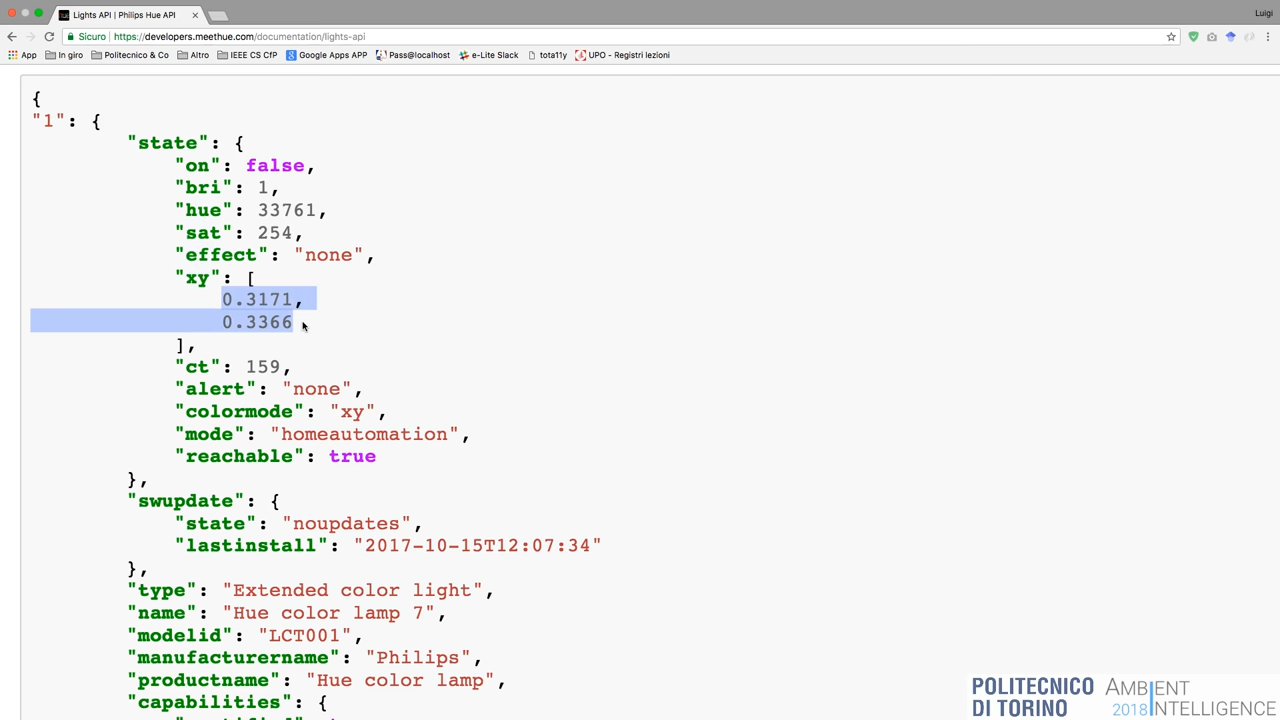 Lights API | Philips Hue API
Luigi
Sicuro | https://developers.meethue.com/documentation/lights-api
App In giro Politecnico & Co Altro IEEE CS CfP Google Apps APP Pass@localhost e-Lite Slack tota11y UPO - Registri lezioni
{
"1": {
"state": {
"on": false,
"bri": 1,
"hue": 33761,
"sat": 254,
"effect": "none",
"xy": [
0.3171,
0.3366
],
"ct": 159,
"alert": "none",
"colormode": "xy",
"mode": "homeautomation",
"reachable": true
},
"swupdate": {
"state": "noupdates",
"lastinstall": "2017-10-15T12:07:34"
},
"type": "Extended color light",
"name": "Hue color lamp 7",
"modelid": "LCT001",
"manufacturername": "Philips",
"productname": "Hue color lamp",
"capabilities": {
POLITECNICO
DI TORINO
AMBIENT
2018 INTELLIGENCE